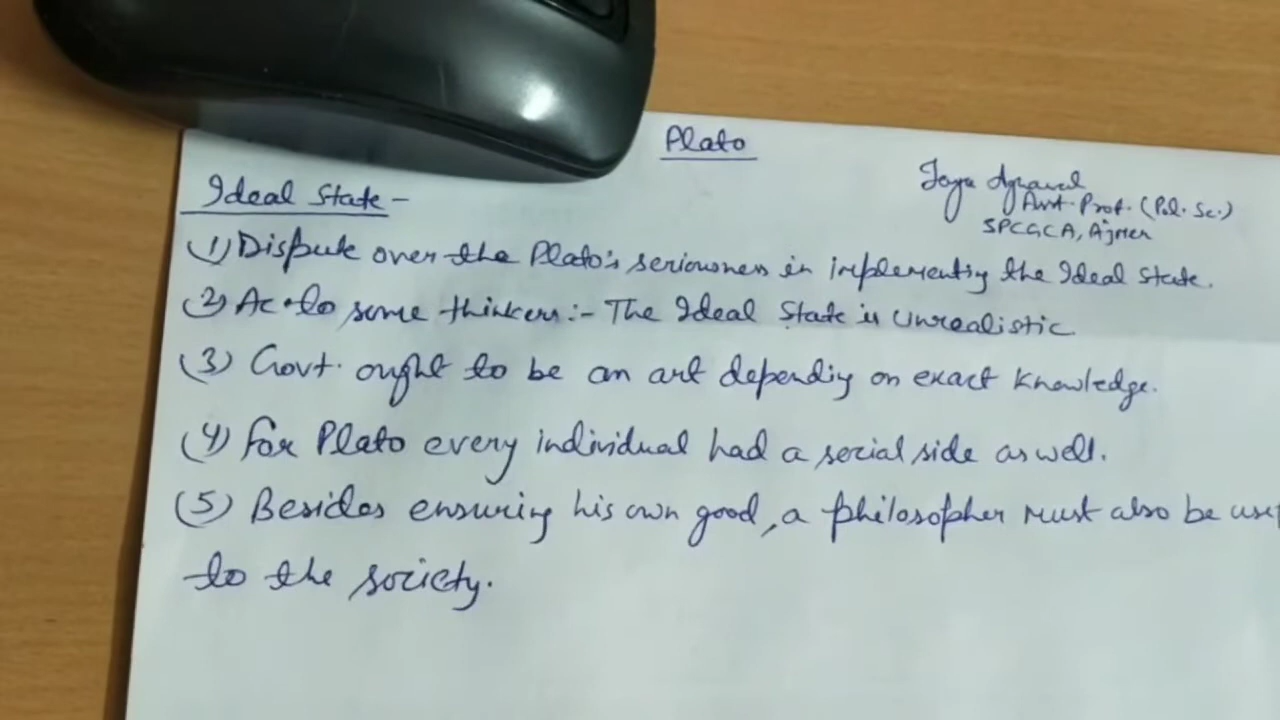 Plato
Jaya Agrawal
Asst. Prof. (Pol. Sc.)
SPCGCA, Ajmer
Ideal State -
(1) Dispute over the Plato's seriousness in implementing the Ideal State.
(2) Ac. to some thinkers:- The Ideal State is Unrealistic
(3) Govt. ought to be an art depending on exact Knowledge.
(4) For Plato every individual had a social side as well.
(5) Besides ensuring his own good, a philosopher must also be
to the society.